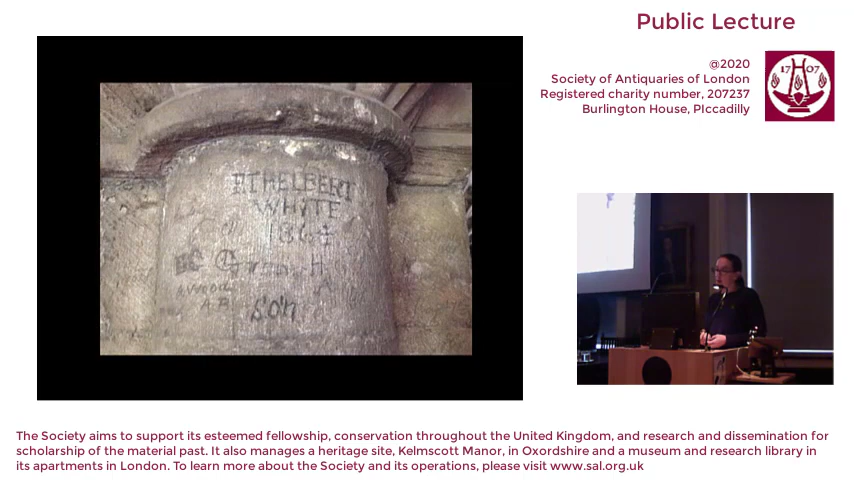 Public Lecture
@2020
Society of Antiquaries of London
Registered charity number, 207237
Burlington House, PIccadilly
17 07
ETHELBERT
WHITE
SON
The Society aims to support its esteemed fellowship, conservation throughout the United Kingdom, and research and dissemination for
scholarship of the material past. It also manages a heritage site, Kelmscott Manor, in Oxordshire and a museum and research library in
its apartments in London. To learn more about the Society and its operations, please visit www.sal.org.uk